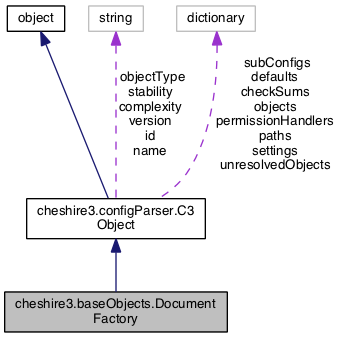 object
string
dictionary
objectType
stability
complexity
version
id
name
subConfigs
defaults
checkSums
objects
permissionHandlers
paths
settings
unresolvedObjects
cheshire3.configParser.C3
Object
cheshire3.baseObjects.Document
Factory